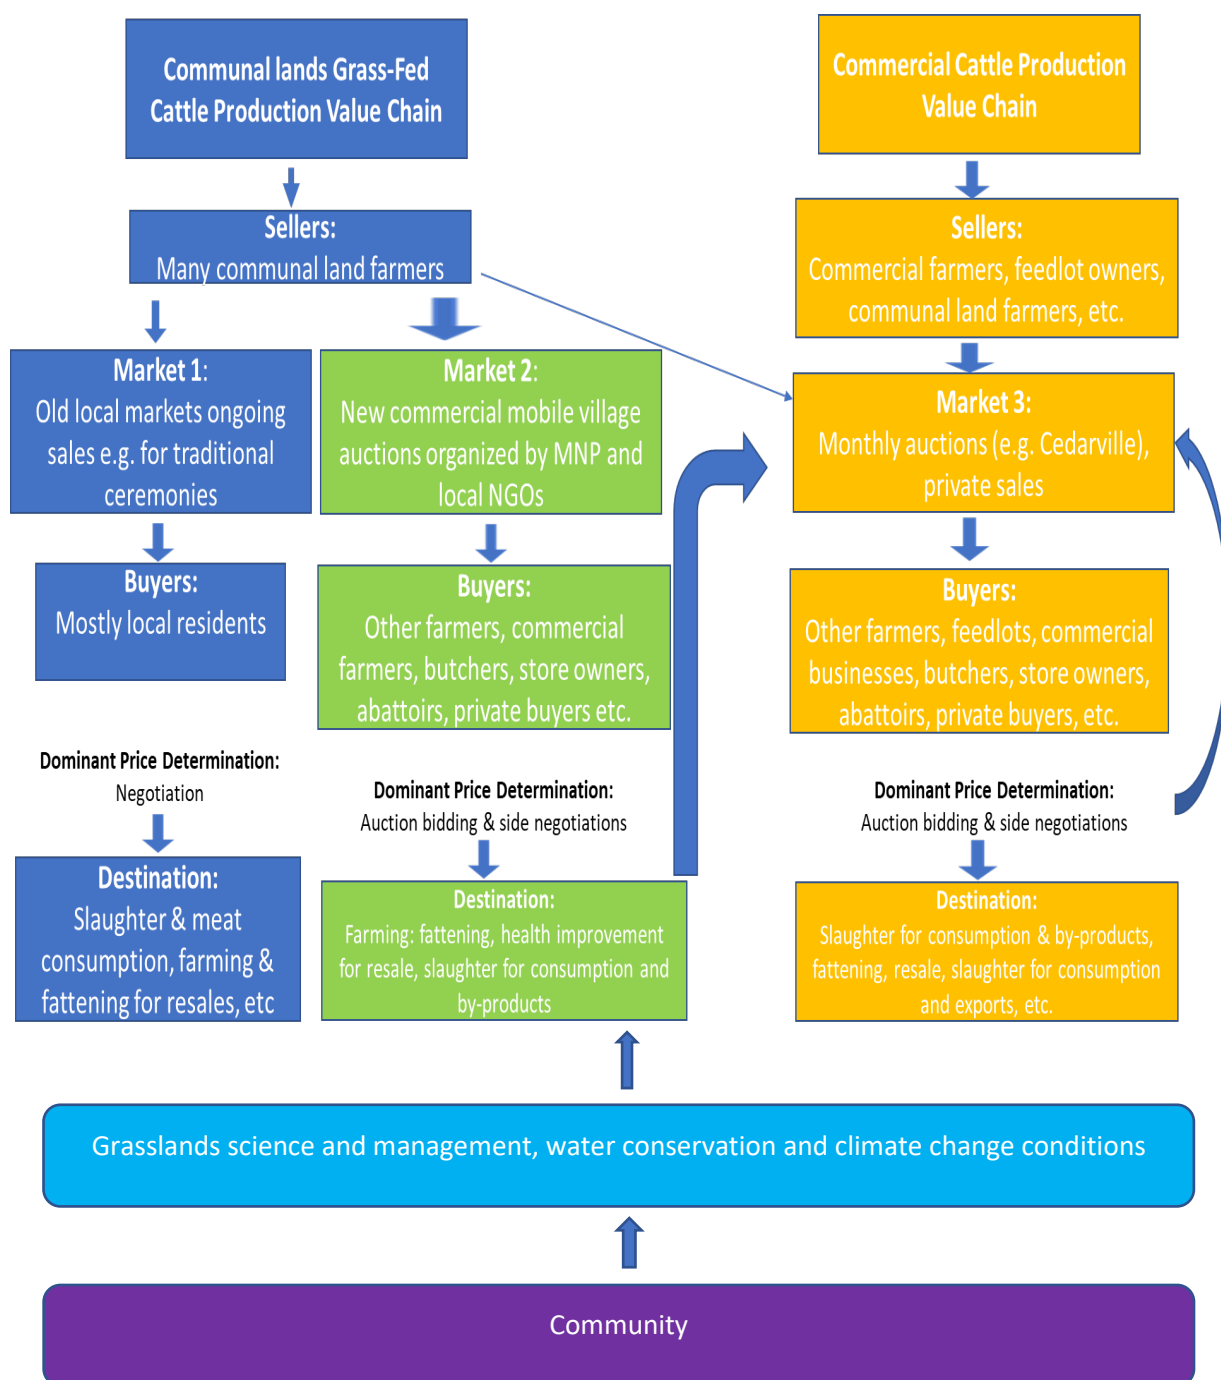 Communal lands Grass-Fed
Cattle Production Value Chain
Sellers:
Many communal land farmers
Market 1:
Old local markets ongoing
sales e.g. for traditional
ceremonies
Buyers:
Mostly local residents
Dominant Price Determination:
Negotiation
Destination:
Slaughter & meat
consumption, farming &
fattening for resales, etc
Market 2:
New commercial mobile village
auctions organized by MNP and
local NGOs
Buyers:
Other farmers, commercial
farmers, butchers, store owners,
abattoirs, private buyers etc.
Dominant Price Determination:
Auction bidding & side negotiations
Destination:
Farming: fattening, health improvement
for resale, slaughter for consumption and
by-products
Commercial Cattle Production
Value Chain
Sellers:
Commercial farmers, feedlot owners,
communal land farmers, etc.
Market 3:
Monthly auctions (e.g. Cedarville),
private sales
Buyers:
Other farmers, feedlots, commercial
businesses, butchers, store owners,
abattoirs, private buyers, etc.
Dominant Price Determination:
Auction bidding & side negotiations
Destination:
Slaughter for consumption & by-products,
fattening, resale, slaughter for consumption
and exports, etc.
Grasslands science and management, water conservation and climate change conditions
Community